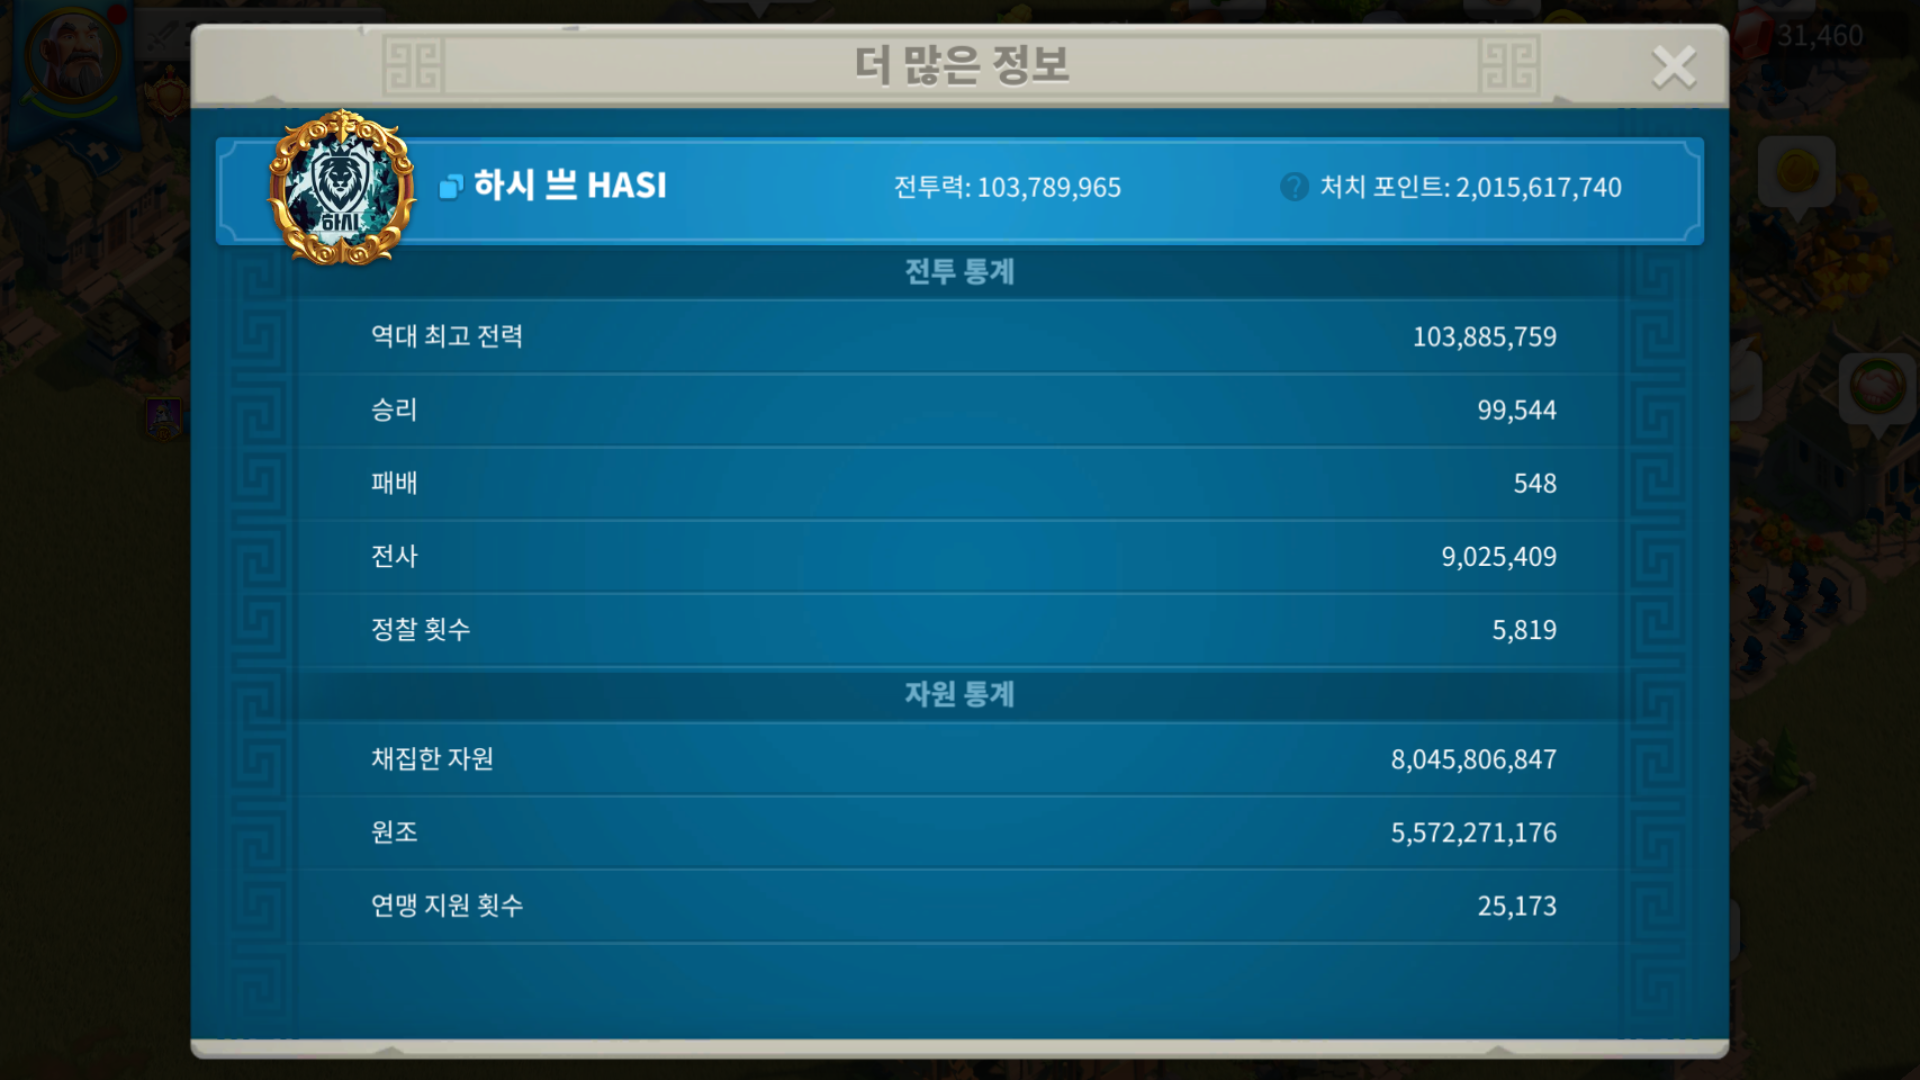 더 많은 정보
31,460
하시
하시 쁘 HASI
전투력: 103,789,965
처치 포인트: 2,015,617,740
전투 통계
역대 최고 전력 103,885,759
승리 99,544
패배 548
전사 9,025,409
정찰 횟수 5,819
자원 통계
채집한 자원 8,045,806,847
원조 5,572,271,176
연맹 지원 횟수 25,173